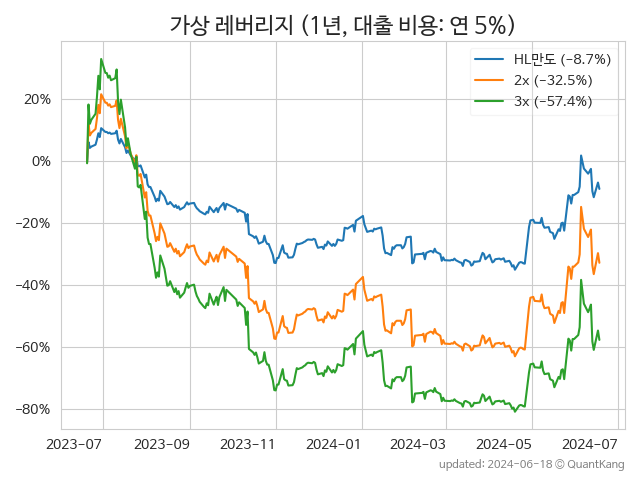 가상 레버리지 (1년, 대출 비용: 연 5%)
HL만도 (−8.7%)
2x (−32.5%)
3x (−57.4%)
20%
0%
−20%
−40%
−60%
−80%
2023-07 2023-09 2023-11 2024-01 2024-03 2024-05 2024-07
updated: 2024-06-18 © QuantKang